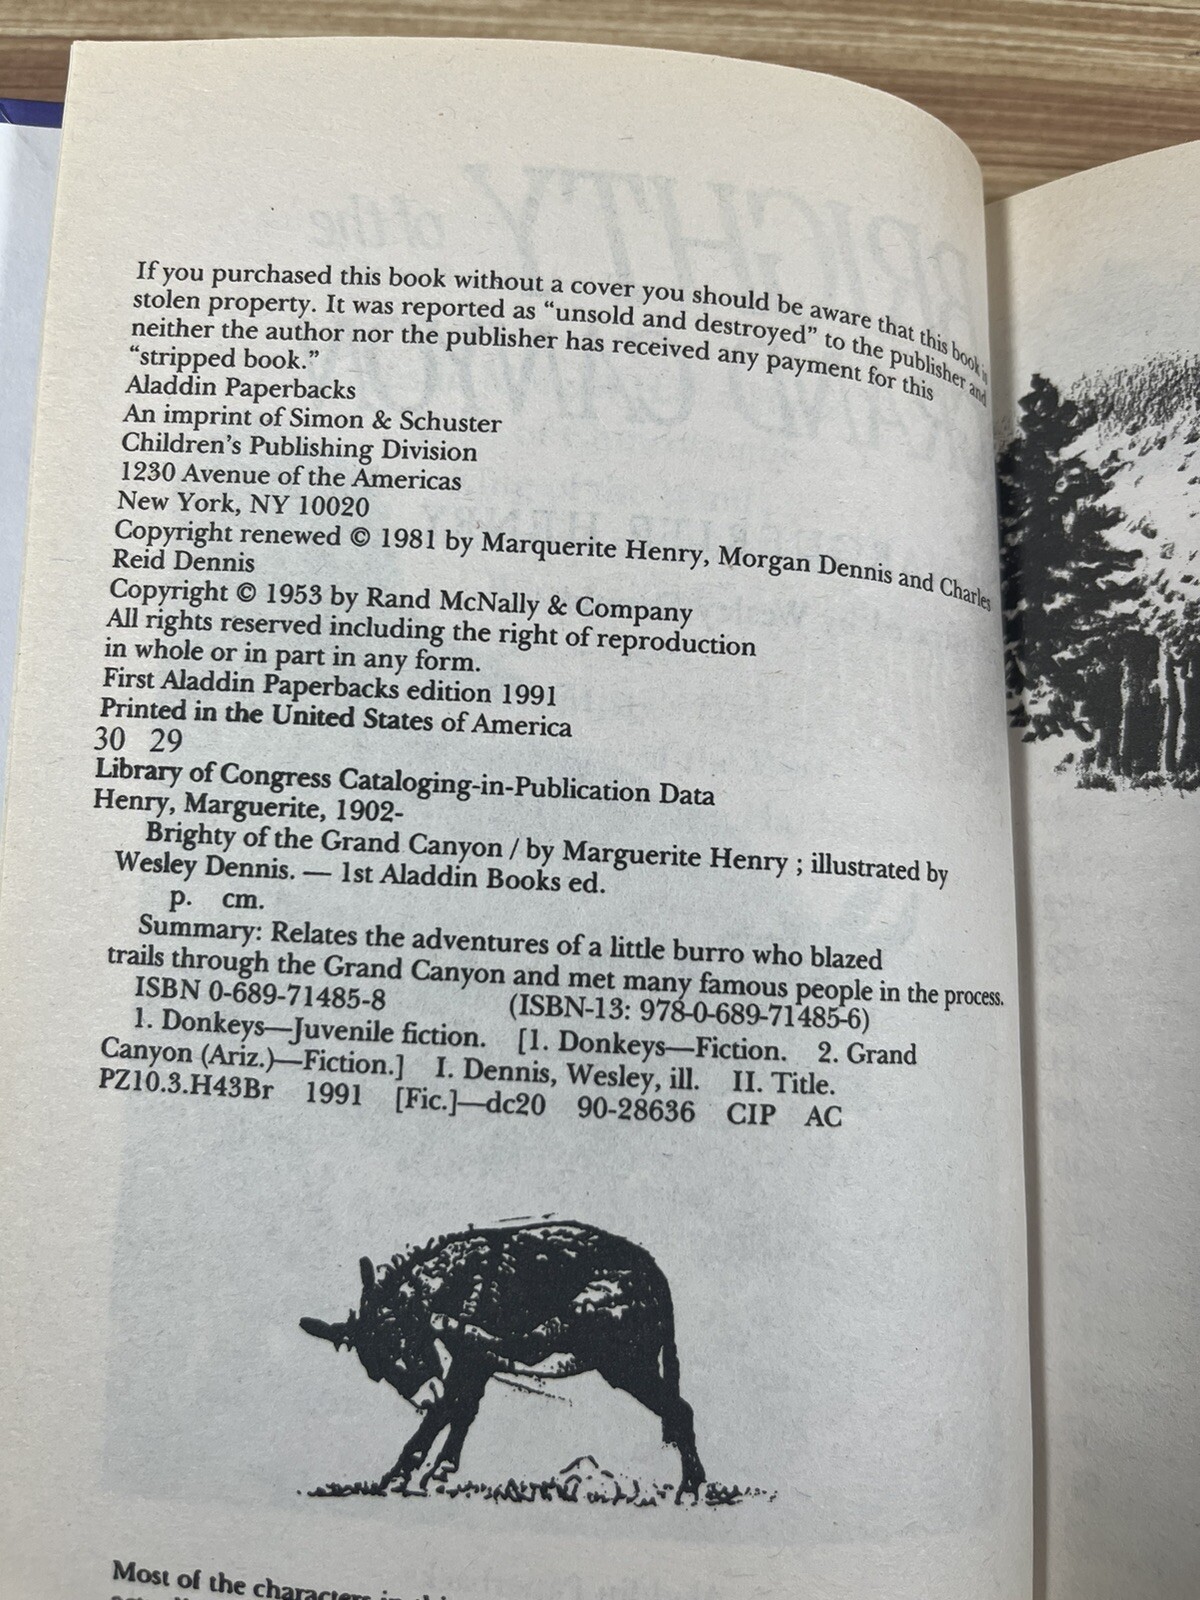 If you purchased this book without a cover you should be aware that this book is
stolen property. It was reported as “unsold and destroyed” to the publisher and
neither the author nor the publisher has received any payment for this
“stripped book.”
Aladdin Paperbacks
An imprint of Simon & Schuster
Children’s Publishing Division
1230 Avenue of the Americas
New York, NY 10020
Copyright renewed © 1981 by Marquerite Henry, Morgan Dennis and Charles
Reid Dennis
Copyright © 1953 by Rand McNally & Company
All rights reserved including the right of reproduction
in whole or in part in any form.
First Aladdin Paperbacks edition 1991
Printed in the United States of America
30 29
Library of Congress Cataloging-in-Publication Data
Henry, Marguerite, 1902-
Brighty of the Grand Canyon / by Marguerite Henry ; illustrated by
Wesley Dennis. — 1st Aladdin Books ed.
p. cm.
Summary: Relates the adventures of a little burro who blazed
trails through the Grand Canyon and met many famous people in the process.
ISBN 0-689-71485-8 (ISBN-13: 978-0-689-71485-6)
1. Donkeys—Juvenile fiction. [1. Donkeys—Fiction. 2. Grand
Canyon (Ariz.)—Fiction.] I. Dennis, Wesley, ill. II. Title.
PZ10.3.H43Br 1991 [Fic.]—dc20 90-28636 CIP AC
Most of the characters in